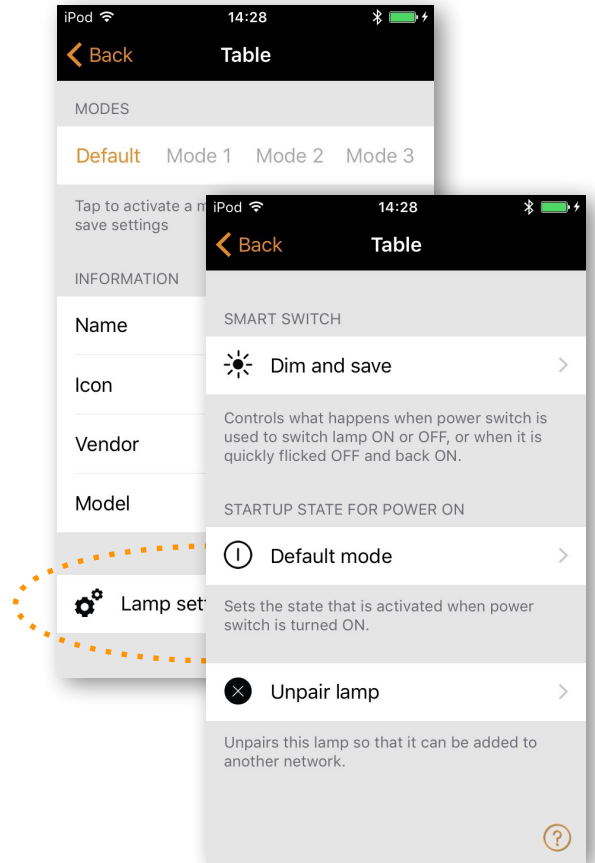 iPod 14:28
Back Table
MODES
Default Mode 1 Mode 2 Mode 3
Tap to activate a
save settings
INFORMATION
Name
Icon
Vendor
Model
Lamp
iPod 14:28
Back Table
SMART SWITCH
Dim and save
Controls what happens when power switch is
used to switch lamp ON or OFF, or when it is
quickly flicked OFF and back ON.
STARTUP STATE FOR POWER ON
Default mode
Sets the state that is activated when power
switch is turned ON.
Unpair lamp
Unpairs this lamp so that it can be added to
another network.
?